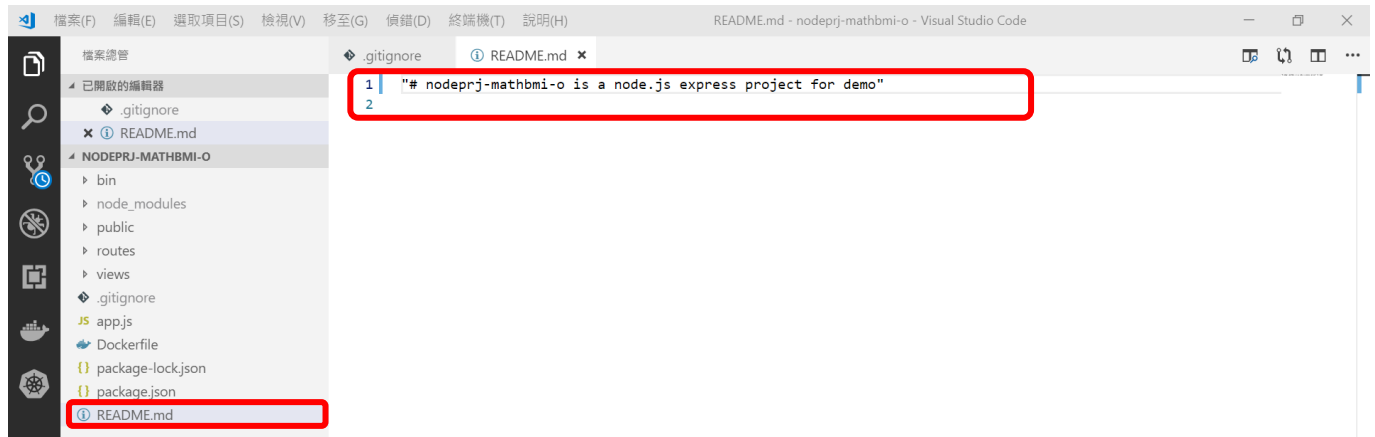 檔案(F) 編輯(E) 選取項目(S) 檢視(V) 移至(G) 偵錯(D) 終端機(T) 說明(H) README.md - nodeprj-mathbmi-o - Visual Studio Code
檔案總管
.gitignore README.md
已開啟的編輯器
.gitignore
README.md
NODEPRJ-MATHBMI-O
bin
node_modules
public
routes
views
.gitignore
JS app.js
Dockerfile
{} package-lock.json
{} package.json
README.md
1 "# nodeprj-mathbmi-o is a node.js express project for demo"
2